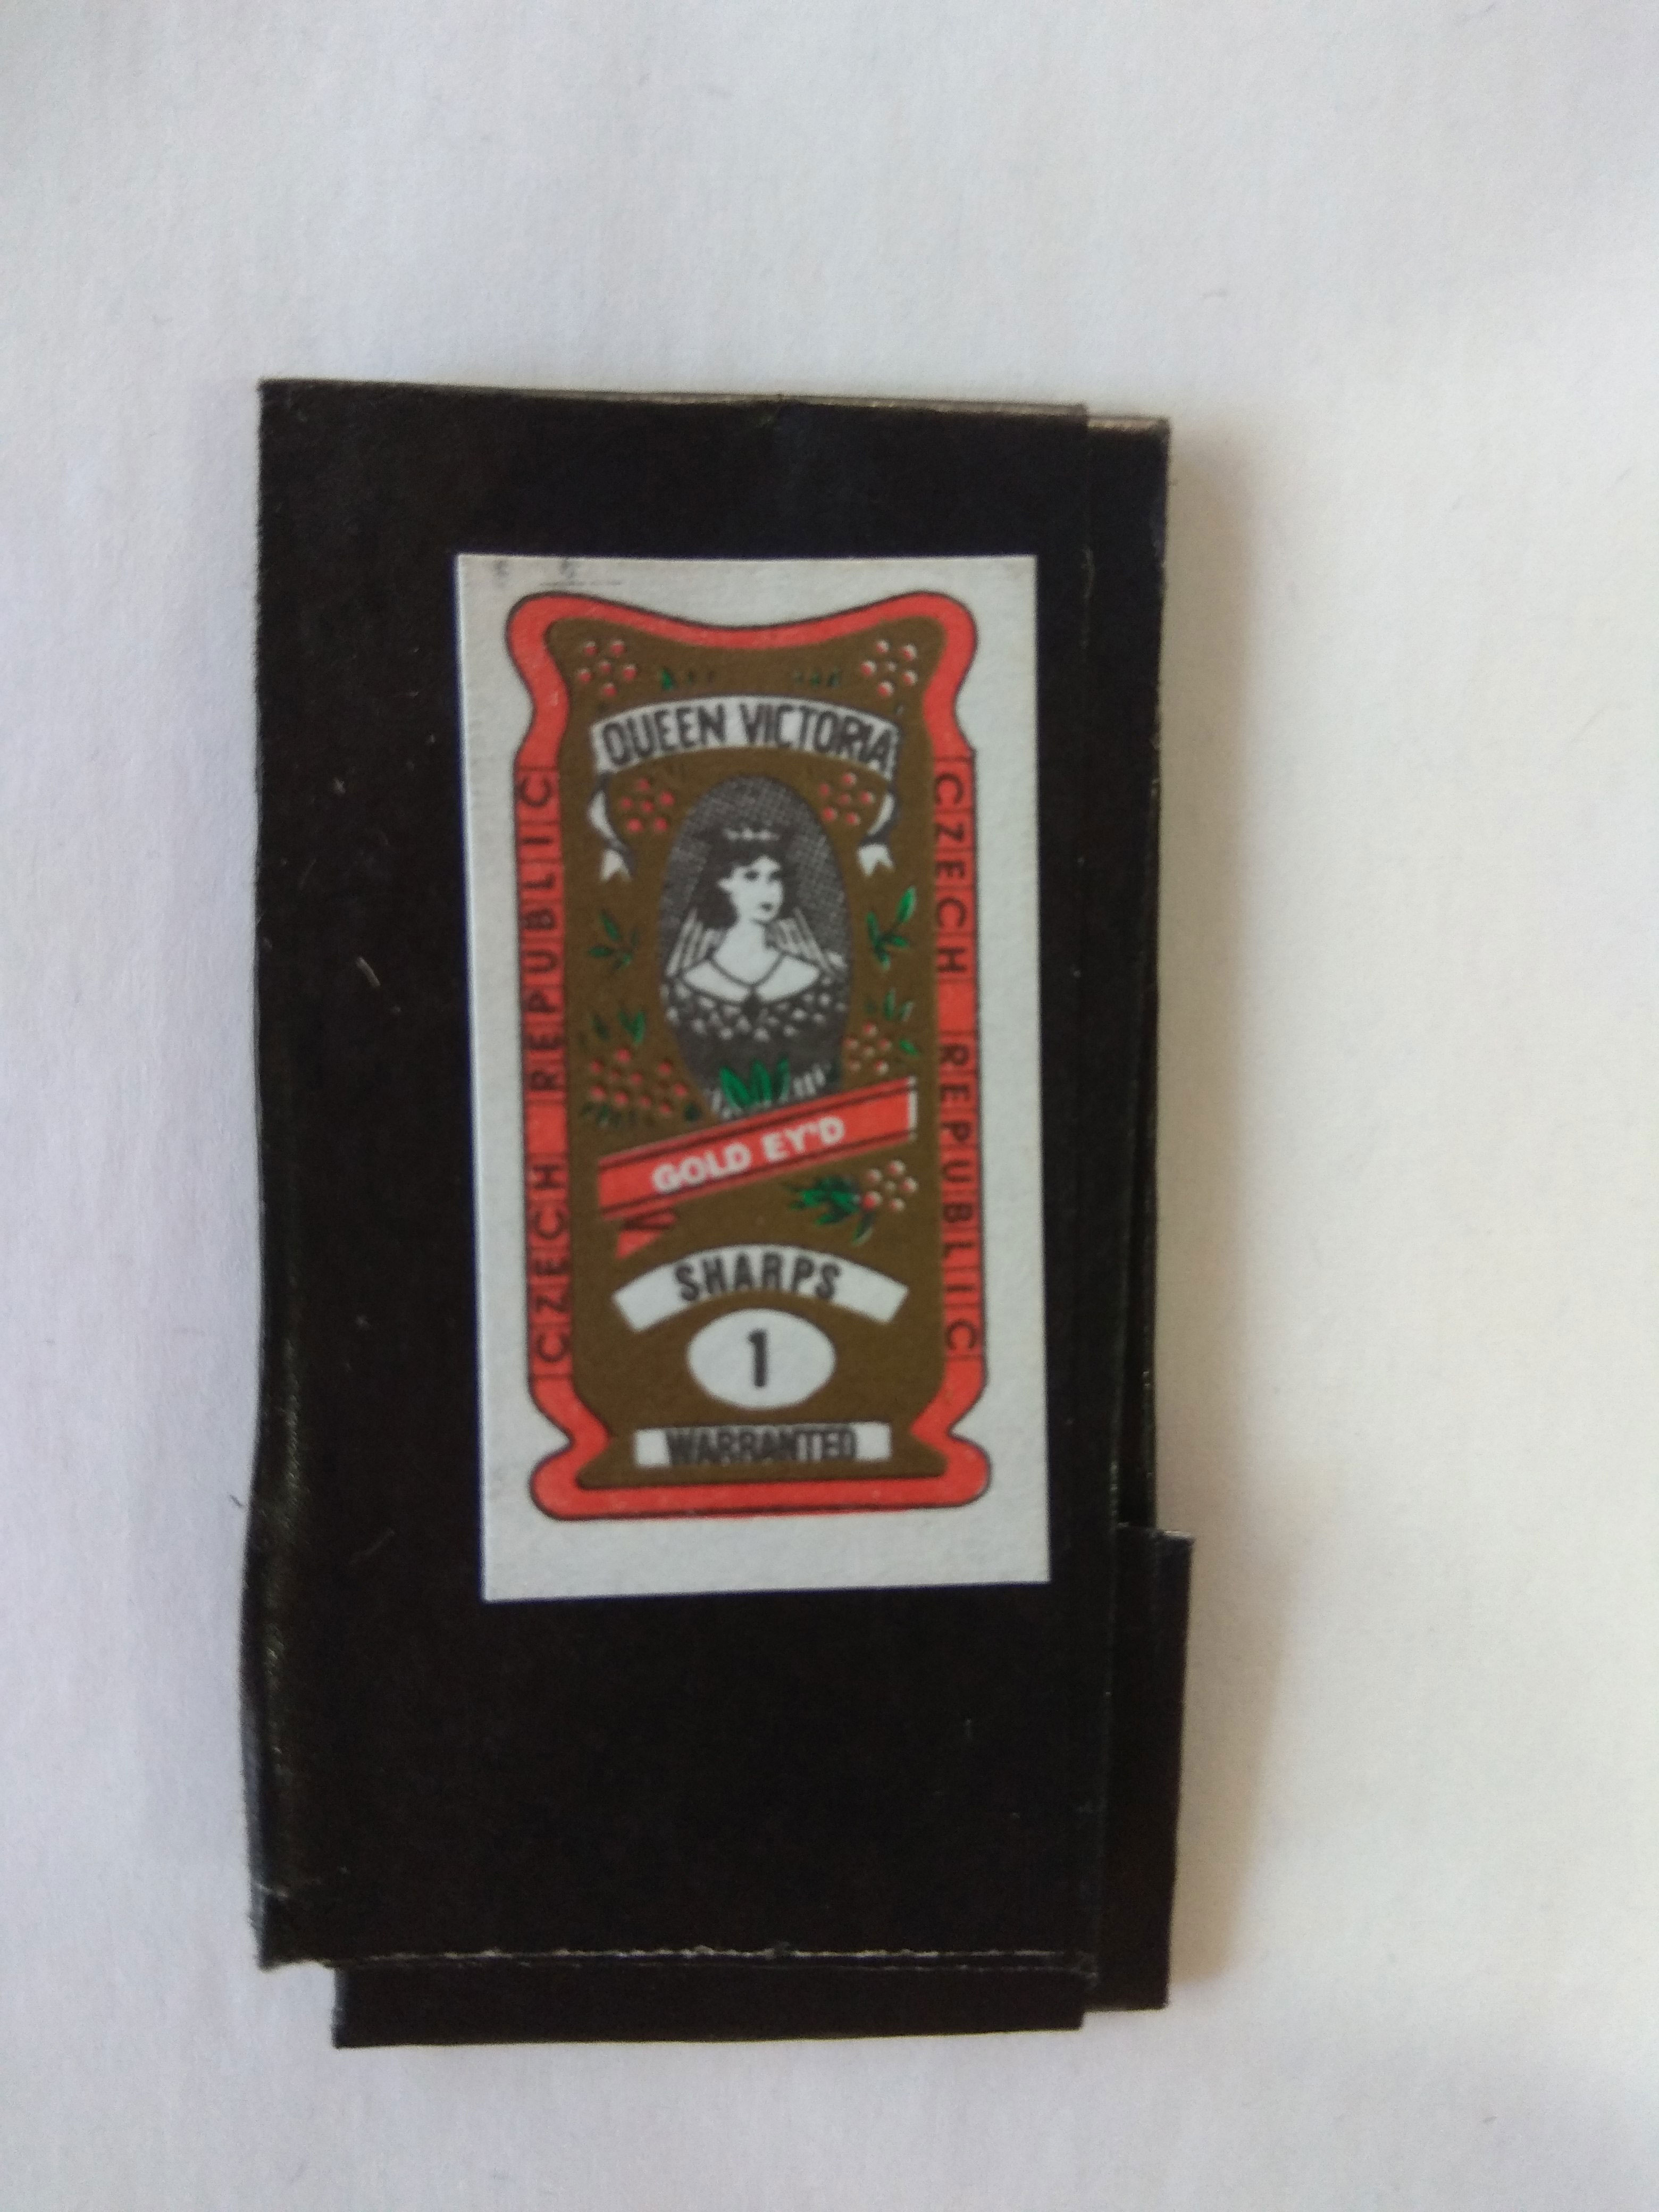 QUEEN VICTORIA
CZECH REPUBLIC
CZECH REPUBLIC
GOLD EY'D
SHARPS
1
WARRANTED